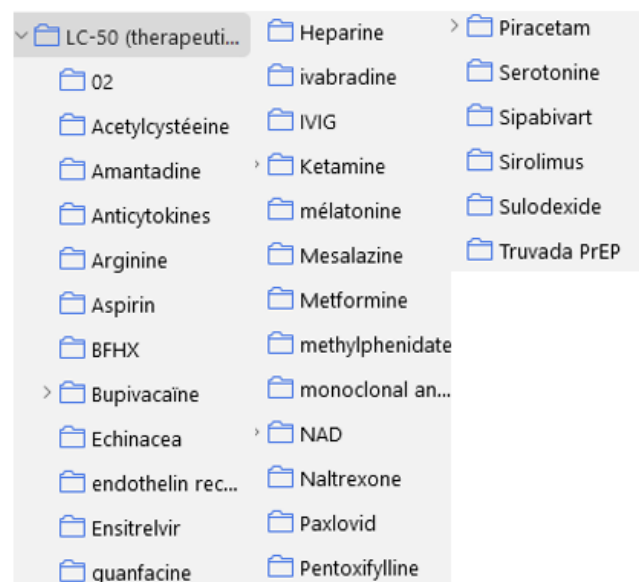 LC-50 (therapeuti...
02
Acetylcystéeine
Amantadine
Anticytokines
Arginine
Aspirin
BFHX
Bupivacaïne
Echinacea
endothelin rec...
Ensitrelvir
guanfacine
Heparine
ivabradine
IVIG
Ketamine
mélatonine
Mesalazine
Metformine
methylphenidate
monoclonal an...
NAD
Naltrexone
Paxlovid
Pentoxifylline
Piracetam
Serotonine
Sipabivart
Sirolimus
Sulodexide
Truvada PrEP